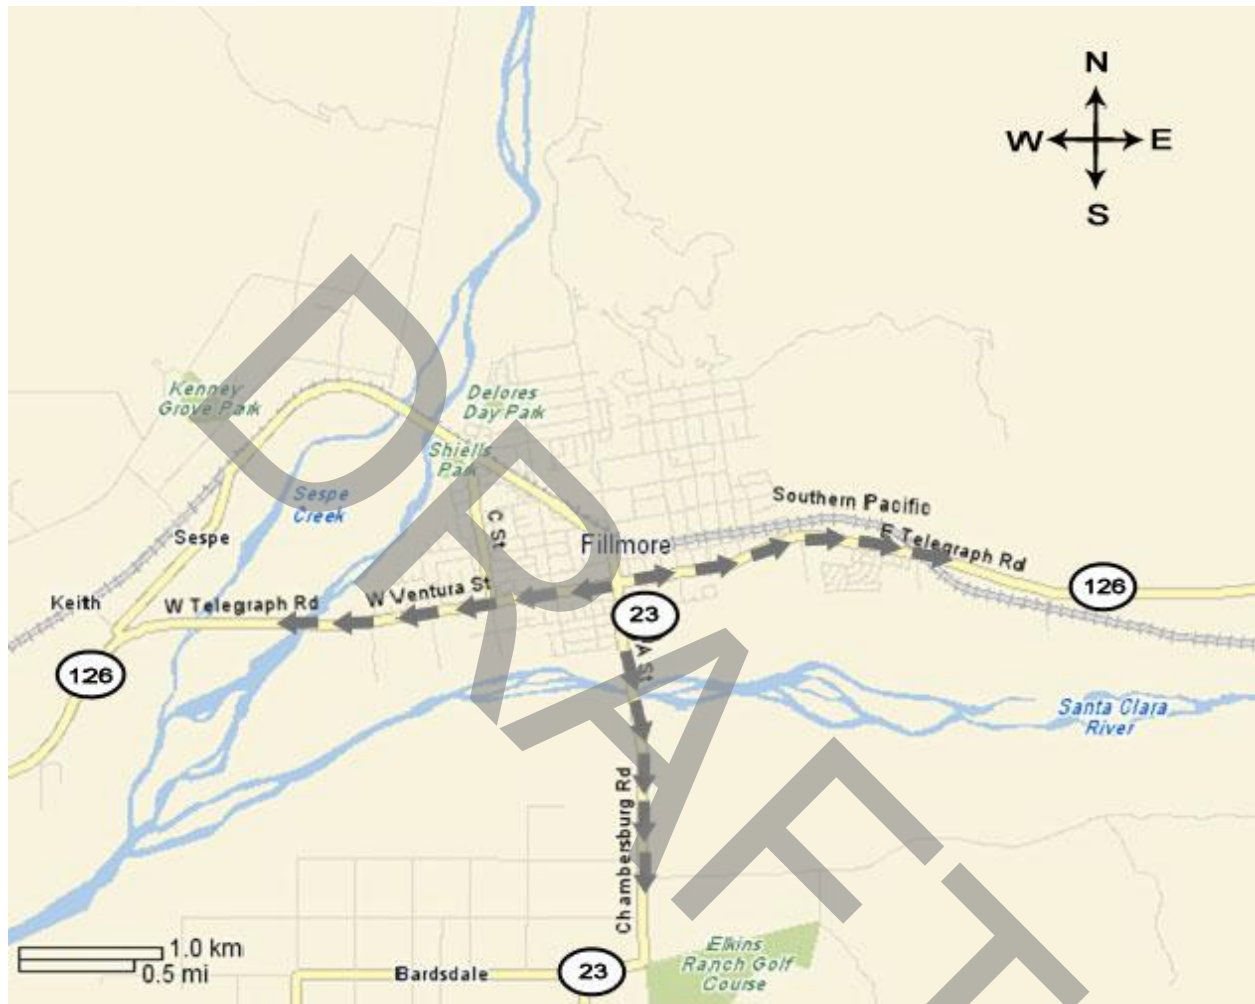 N
W E
S
Kenney
Grove Park
Delores
Day Park
Shiells
Park
Sespe
Creek
Sespe
C St
Southern Pacific
Fillmore
E Telegraph Rd
Keith
W Telegraph Rd
W Ventura St
126
23
A St
126
Santa Clara
River
Chambersburg Rd
1.0 km
0.5 mi
Bardsdale
23
Elkins
Ranch Golf
Course
DRAFT